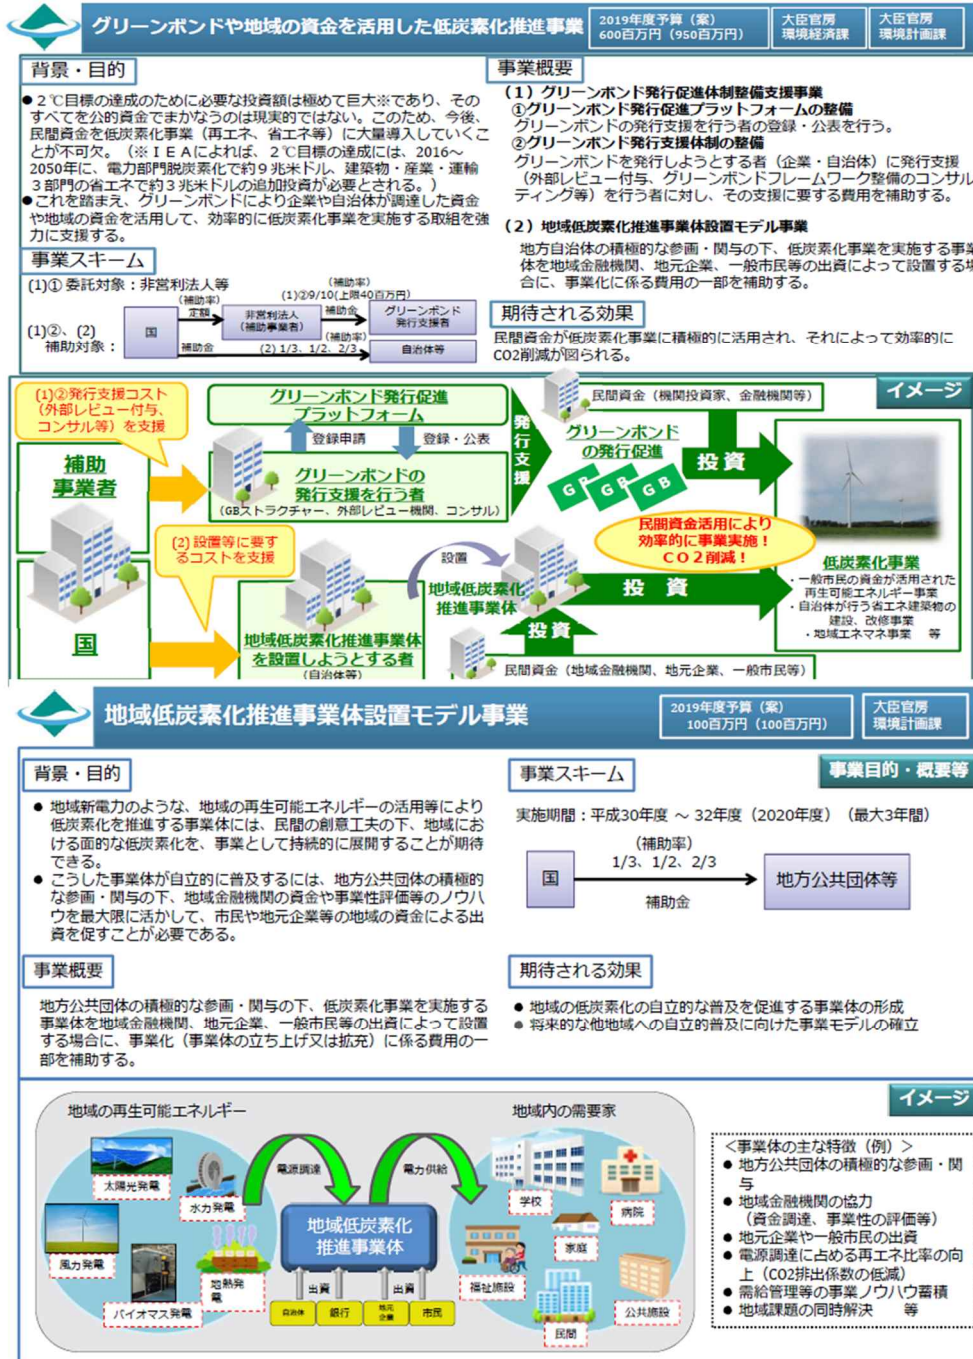 グリーンボンドや地域の資金を活用した低炭素化推進事業
2019年度予算（案）
600百万円（950百万円）
大臣官房
環境経済課
大臣官房
環境計画課
背景・目的
●２℃目標の達成のために必要な投資額は極めて巨大※であり、その
すべてを公的資金でまかなうのは現実的ではない。このため、今後、
民間資金を低炭素化事業（再エネ、省エネ等）に大量導入していくこ
とが不可欠。（※ＩＥＡによれば、２℃目標の達成には、2016～
2050年に、電力部門脱炭素化で約９兆米ドル、建築物・産業・運輸
３部門の省エネで約３兆米ドルの追加投資が必要とされる。）
●これを踏まえ、グリーンボンドにより企業や自治体が調達した資金
や地域の資金を活用して、効率的に低炭素化事業を実施する取組を強
力に支援する。
事業スキーム
(1)① 委託対象：非営利法人等
(1)②、(2)
補助対象：
国
（補助率）
定額
非営利法人
（補助事業者）
（補助率）
(1)②9/10(上限40百万円)
補助金
グリーンボンド
発行支援者
補助金
（補助率）
(2) 1/3、1/2、2/3
自治体等
事業概要
（１）グリーンボンド発行促進体制整備支援事業
①グリーンボンド発行促進プラットフォームの整備
グリーンボンドの発行支援を行う者の登録・公表を行う。
②グリーンボンド発行支援体制の整備
グリーンボンドを発行しようとする者（企業・自治体）に発行支援
（外部レビュー付与、グリーンボンドフレームワーク整備のコンサル
ティング等）を行う者に対し、その支援に要する費用を補助する。
（２）地域低炭素化推進事業体設置モデル事業
地方自治体の積極的な参画・関与の下、低炭素化事業を実施する事業
体を地域金融機関、地元企業、一般市民等の出資によって設置する場
合に、事業化に係る費用の一部を補助する。
期待される効果
民間資金が低炭素化事業に積極的に活用され、それによって効率的に
CO2削減が図られる。
イメージ
(1)②発行支援コスト
（外部レビュー付与、
コンサル等）を支援
補助
事業者
国
(2) 設置等に要す
るコストを支援
グリーンボンド発行促進
プラットフォーム
登録申請
登録・公表
グリーンボンドの
発行支援を行う者
（GBストラクチャー、外部レビュー機関、コンサル）
発行支援
民間資金（機関投資家、金融機関等）
グリーンボンド
の発行促進
GB
GB
GB
投資
民間資金活用により
効率的に事業実施！
ＣＯ２削減！
低炭素化事業
・一般市民の資金が活用された
再生可能エネルギー事業
・自治体が行う省エネ建築物の
建設、改修事業
・地域エネマネ事業　等
設置
地域低炭素化
推進事業体
投資
地域低炭素化推進事業体
を設置しようとする者
（自治体等）
投資
民間資金（地域金融機関、地元企業、一般市民等）
地域低炭素化推進事業体設置モデル事業
2019年度予算（案）
100百万円（100百万円）
大臣官房
環境計画課
事業目的・概要等
背景・目的
● 地域新電力のような、地域の再生可能エネルギーの活用等により
低炭素化を推進する事業体には、民間の創意工夫の下、地域にお
ける面的な低炭素化を、事業として持続的に展開することが期待
できる。
● こうした事業体が自立的に普及するには、地方公共団体の積極的
な参画・関与の下、地域金融機関の資金や事業性評価等のノウハ
ウを最大限に活かして、市民や地元企業等の地域の資金による出
資を促すことが必要である。
事業スキーム
実施期間：平成30年度 ～ 32年度（2020年度）（最大3年間）
国
（補助率）
1/3、1/2、2/3
補助金
地方公共団体等
事業概要
地方公共団体の積極的な参画・関与の下、低炭素化事業を実施する
事業体を地域金融機関、地元企業、一般市民等の出資によって設置
する場合に、事業化（事業体の立ち上げ又は拡充）に係る費用の一
部を補助する。
期待される効果
● 地域の低炭素化の自立的な普及を促進する事業体の形成
● 将来的な他地域への自立的普及に向けた事業モデルの確立
イメージ
地域の再生可能エネルギー
太陽光発電
水力発電
風力発電
地熱発
電
バイオマス発電
電源調達
電力供給
地域低炭素化
推進事業体
出資
出資
自治体
銀行
地元
企業
市民
地域内の需要家
学校
病院
家庭
福祉施設
公共施設
民間
＜事業体の主な特徴（例）＞
● 地方公共団体の積極的な参画・関
与
● 地域金融機関の協力
（資金調達、事業性の評価等）
● 地元企業や一般市民の出資
● 電源調達に占める再エネ比率の向
上（CO2排出係数の低減）
● 需給管理等の事業ノウハウ蓄積
● 地域課題の同時解決　等